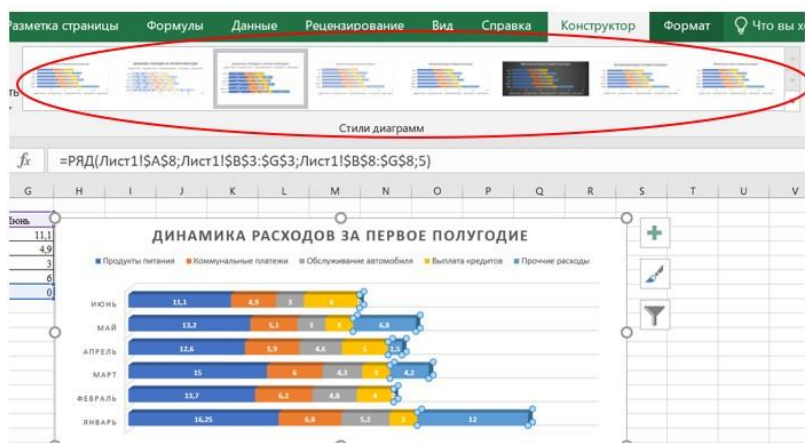 Разметка страницы Формулы Данные Рецензирование Вид Справка Конструктор Формат Что вы х
ть
Стили диаграмм
fx =РЯД(Лист1!$A$8;Лист1!$B$3:$G$3;Лист1!$B$8:$G$8;5)
G H I J K L M N O P Q R S T U V
Июнь
11,1
4,9
3
6
0
ДИНАМИКА РАСХОДОВ ЗА ПЕРВОЕ ПОЛУГОДИЕ
Продукты питания Коммунальные платежи Обслуживание автомобиля Выплата кредитов Прочие расходы
ИЮНЬ 11,1 4,9 3 6
МАЙ 13,2 5,1 3 3 6,8
АПРЕЛЬ 12,6 5,9 4,6 5 1,5
МАРТ 15 6 4,3 3 4,2
ФЕВРАЛЬ 13,7 6,2 4,8 4
ЯНВАРЬ 16,25 6,8 5,2 3 12